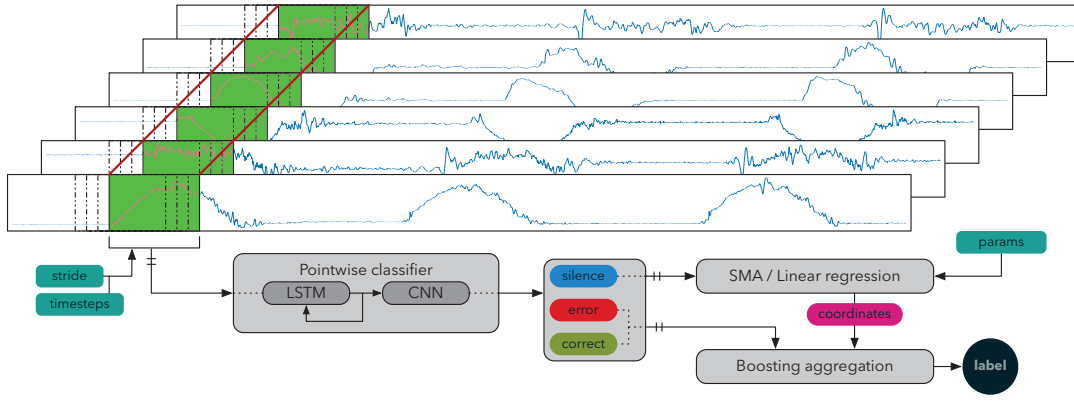 stride
timesteps
Pointwise classifier
LSTM
CNN
silence
error
correct
SMA / Linear regression
params
coordinates
Boosting aggregation
label